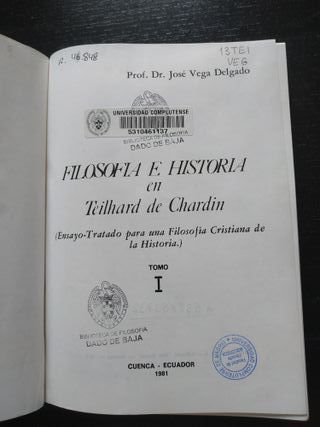 R. 46.848
13TEI
VEG
Prof. Dr. José Vega Delgado
UNIVERSIDAD COMPLUTENSE
5310461137
BIBLIOTECA DE FILOSOFIA
DADO DE BAJA
FILOSOFIA E HISTORIA
en
Teilhard de Chardin
(Ensayo-Tratado para una Filosofía Cristiana de
la Historia.)
TOMO
I
BIBLIOTECA DE FILOSOFIA
DADO DE BAJA
CUENCA - ECUADOR
1981